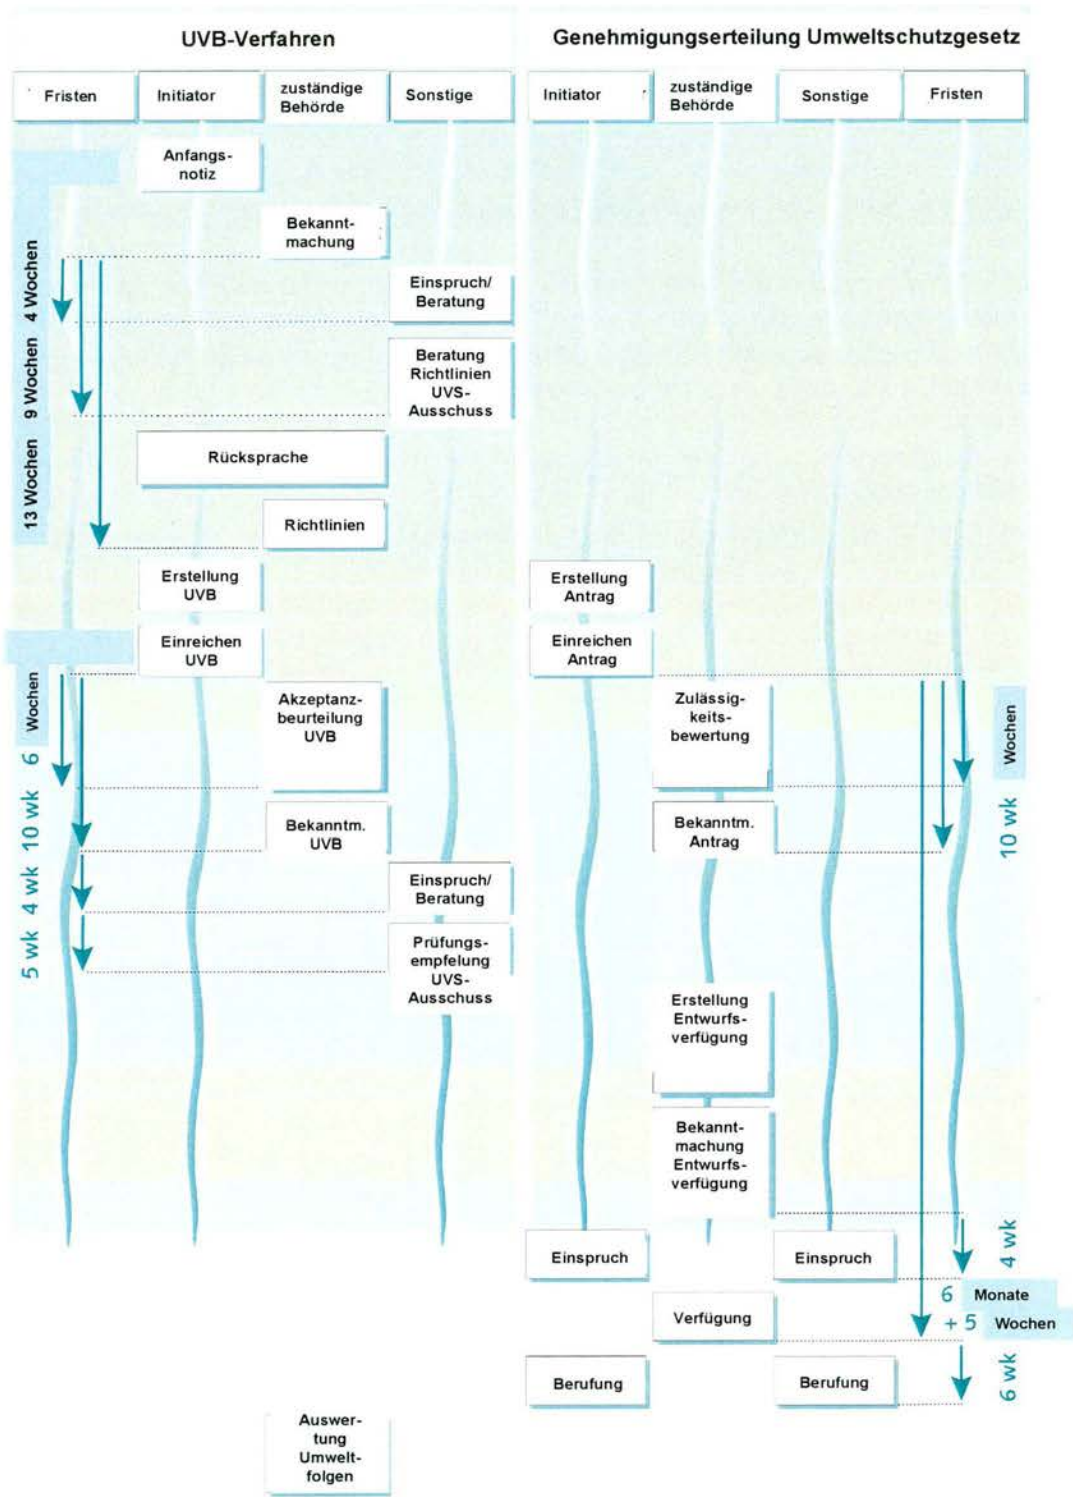 UVB-Verfahren
Genehmigungserteilung Umweltschutzgesetz
Fristen
Initiator
zuständige
Behörde
Sonstige
Initiator
zuständige
Behörde
Sonstige
Fristen
Anfangs-
notiz
Bekannt-
machung
4 Wochen
Einspruch/
Beratung
9 Wochen
Beratung
Richtlinien
UVS-
Ausschuss
13 Wochen
Rücksprache
Richtlinien
Erstellung
UVB
Erstellung
Antrag
Einreichen
UVB
Einreichen
Antrag
6 Wochen
Akzeptanz-
beurteilung
UVB
Zulässig-
keits-
bewertung
Wochen
10 wk
Bekanntm.
UVB
Bekanntm.
Antrag
10 wk
4 wk
Einspruch/
Beratung
5 wk
Prüfungs-
empfelung
UVS-
Ausschuss
Erstellung
Entwurfs-
verfügung
Bekannt-
machung
Entwurfs-
verfügung
Einspruch
Einspruch
4 wk
6 Monate
Verfügung
+ 5 Wochen
Berufung
Berufung
6 wk
Auswer-
tung
Umwelt-
folgen